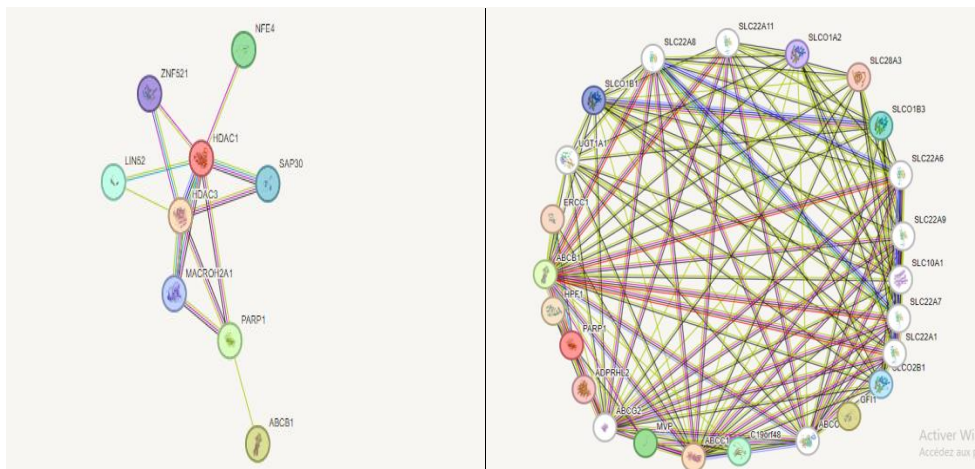 NFE4
ZNF521
HDAC1
LIN52
SAP30
HDAC3
MACROH2A1
PARP1
ABCB1
SLC22A11
SLCO1A2
SLC22A8
SLC28A3
SLCO1B1
SLCO1B3
UGT1A1
SLC22A6
ERCC1
SLC22A9
ABCB1
SLC10A1
HPF1
SLC22A7
PARP1
SLC22A1
SLCO2B1
ADPRHL2
GFI1
ABCG2
MVP
ABCC1
C19orf48
Activer Wi
Accédez aux p